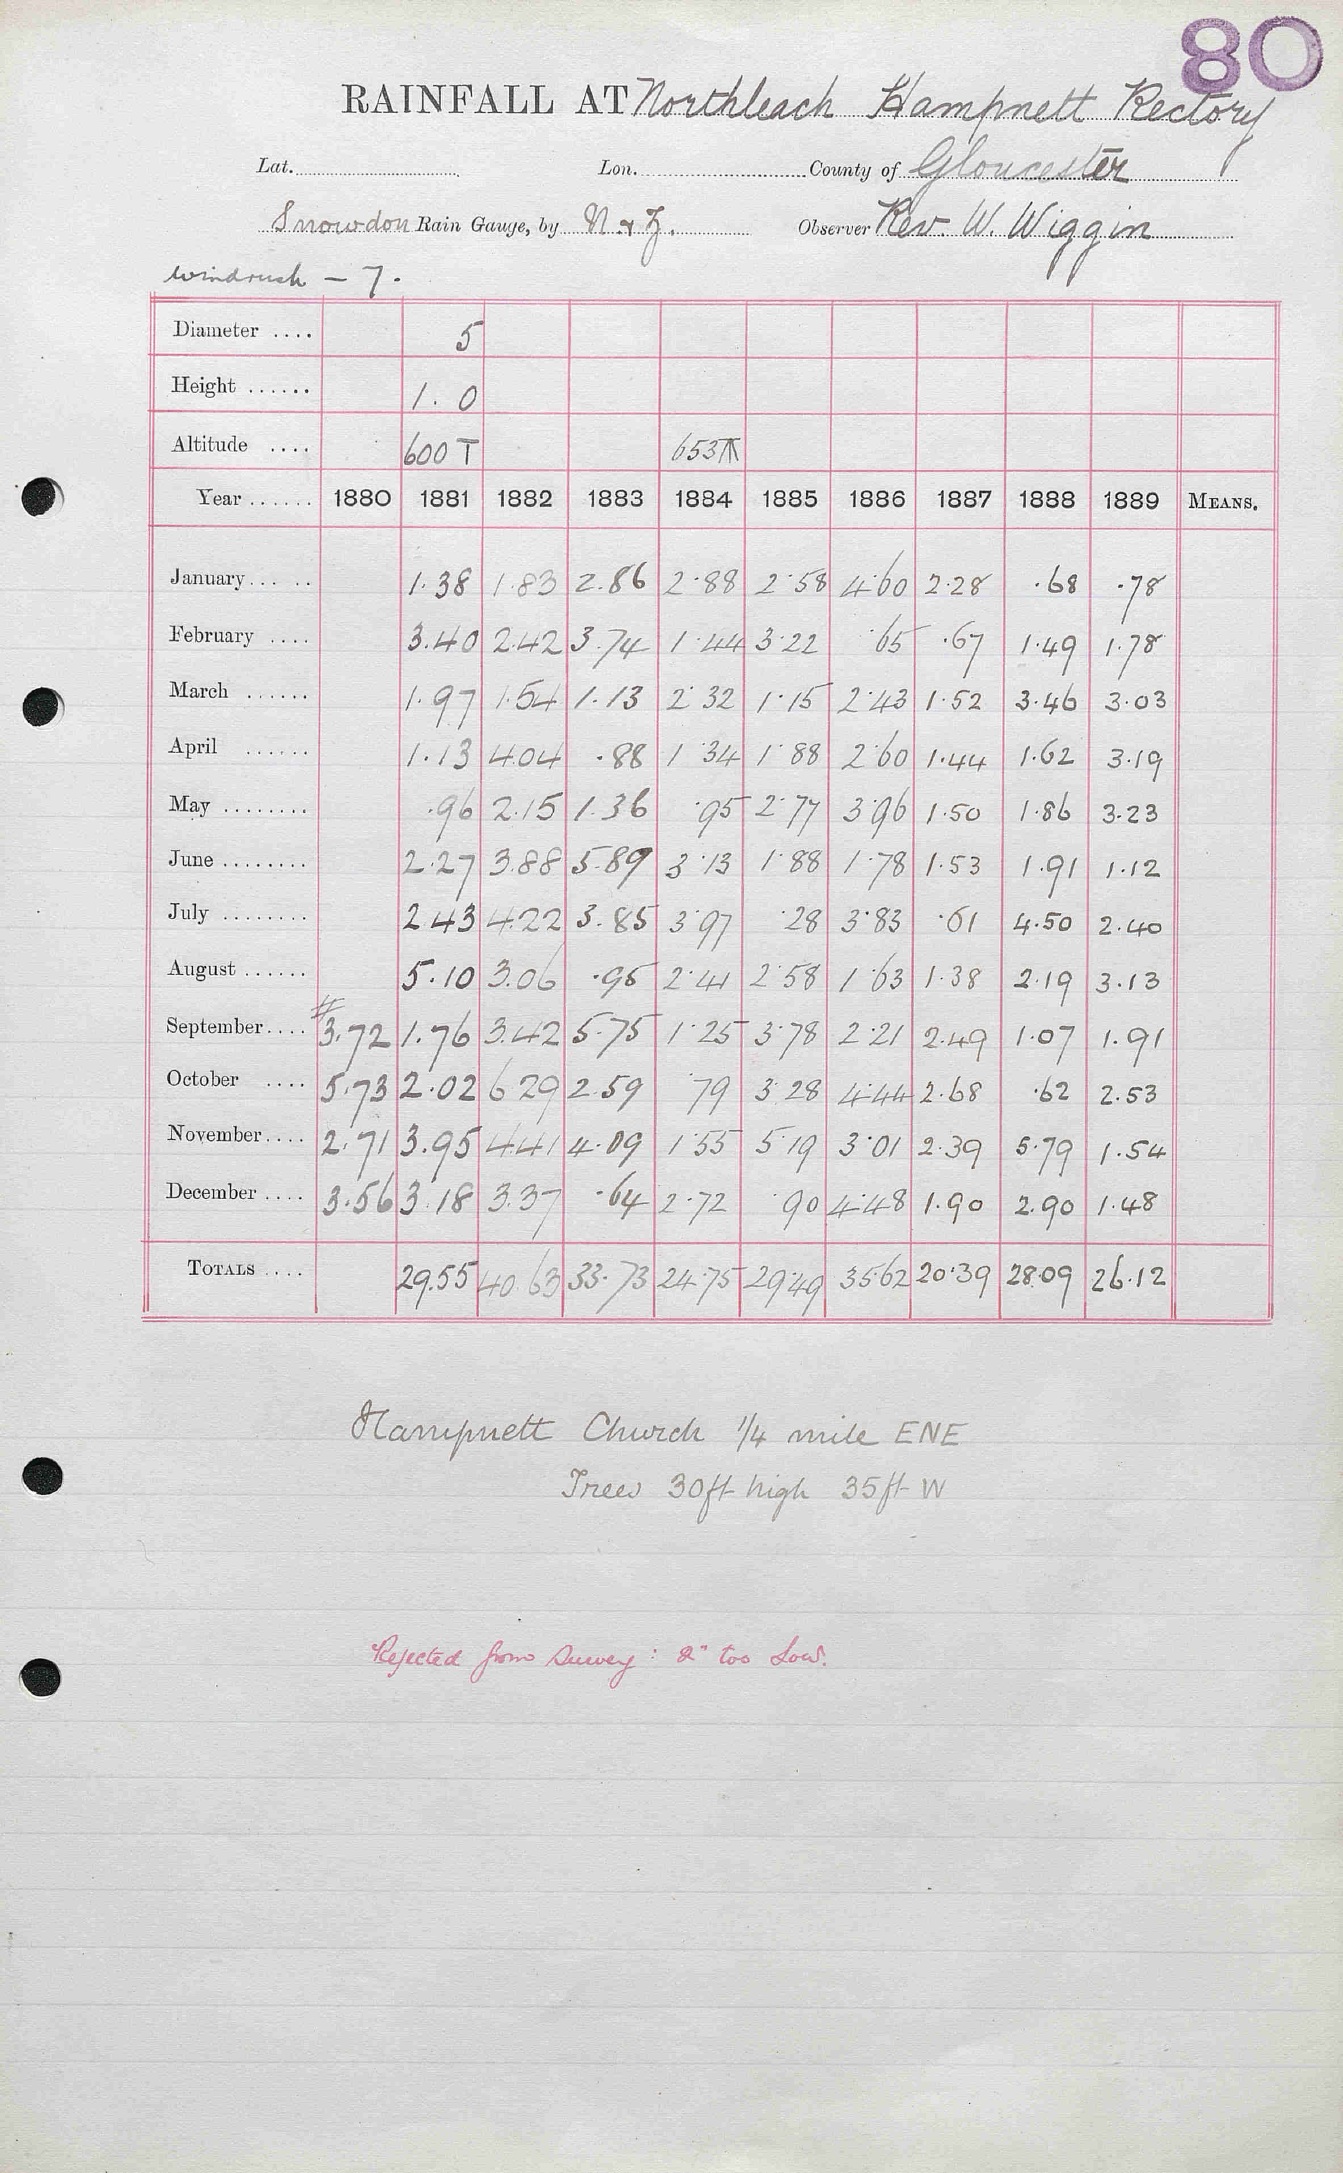 80
RAINFALL AT Northleach Hampnett Rectory
Lat. Lon. County of Gloucester
Snowdon Rain Gauge, by N & Z. Observer Rev. W. Wiggin
Windrush – 7.
Diameter .... 5
Height ...... 1. 0
Altitude .... 600 T 653
Year ...... 1880 1881 1882 1883 1884 1885 1886 1887 1888 1889 MEANS.
January ... .. 1.38 1.83 2.86 2.88 2.58 4.60 2.28 .68 .78
February .... 3.40 2.42 3.74 1.44 3.22 .65 .67 1.49 1.78
March ...... 1.97 1.54 1.13 2.32 1.15 2.43 1.52 3.46 3.03
April ...... 1.13 4.04 .88 1.34 1.88 2.60 1.44 1.62 3.19
May ........ .96 2.15 1.36 .95 2.77 3.96 1.50 1.86 3.23
June ........ 2.27 3.88 5.89 3.13 1.88 1.78 1.53 1.91 1.12
July ........ 2.43 4.22 3.85 3.97 .28 3.83 .61 4.50 2.40
August ...... 5.10 3.06 .95 2.41 2.58 1.63 1.38 2.19 3.13
September .... 3.72 1.76 3.42 5.75 1.25 3.78 2.21 2.49 1.07 1.91
October .... 5.73 2.02 6 29 2.59 .79 3.28 4.44 2.68 .62 2.53
November .... 2.71 3.95 4.41 4.09 1.55 5.19 3.01 2.39 5.79 1.54
December .... 3.56 3.18 3.37 .64 2.72 .90 4.48 1.90 2.90 1.48
TOTALS .... 29.55 40.63 33.73 24.75 29.49 35.62 20.39 28.09 26.12
Hampnett Church 1/4 mile ENE
Trees 30ft high 35ft W
Rejected from Survey: 2" too Low.